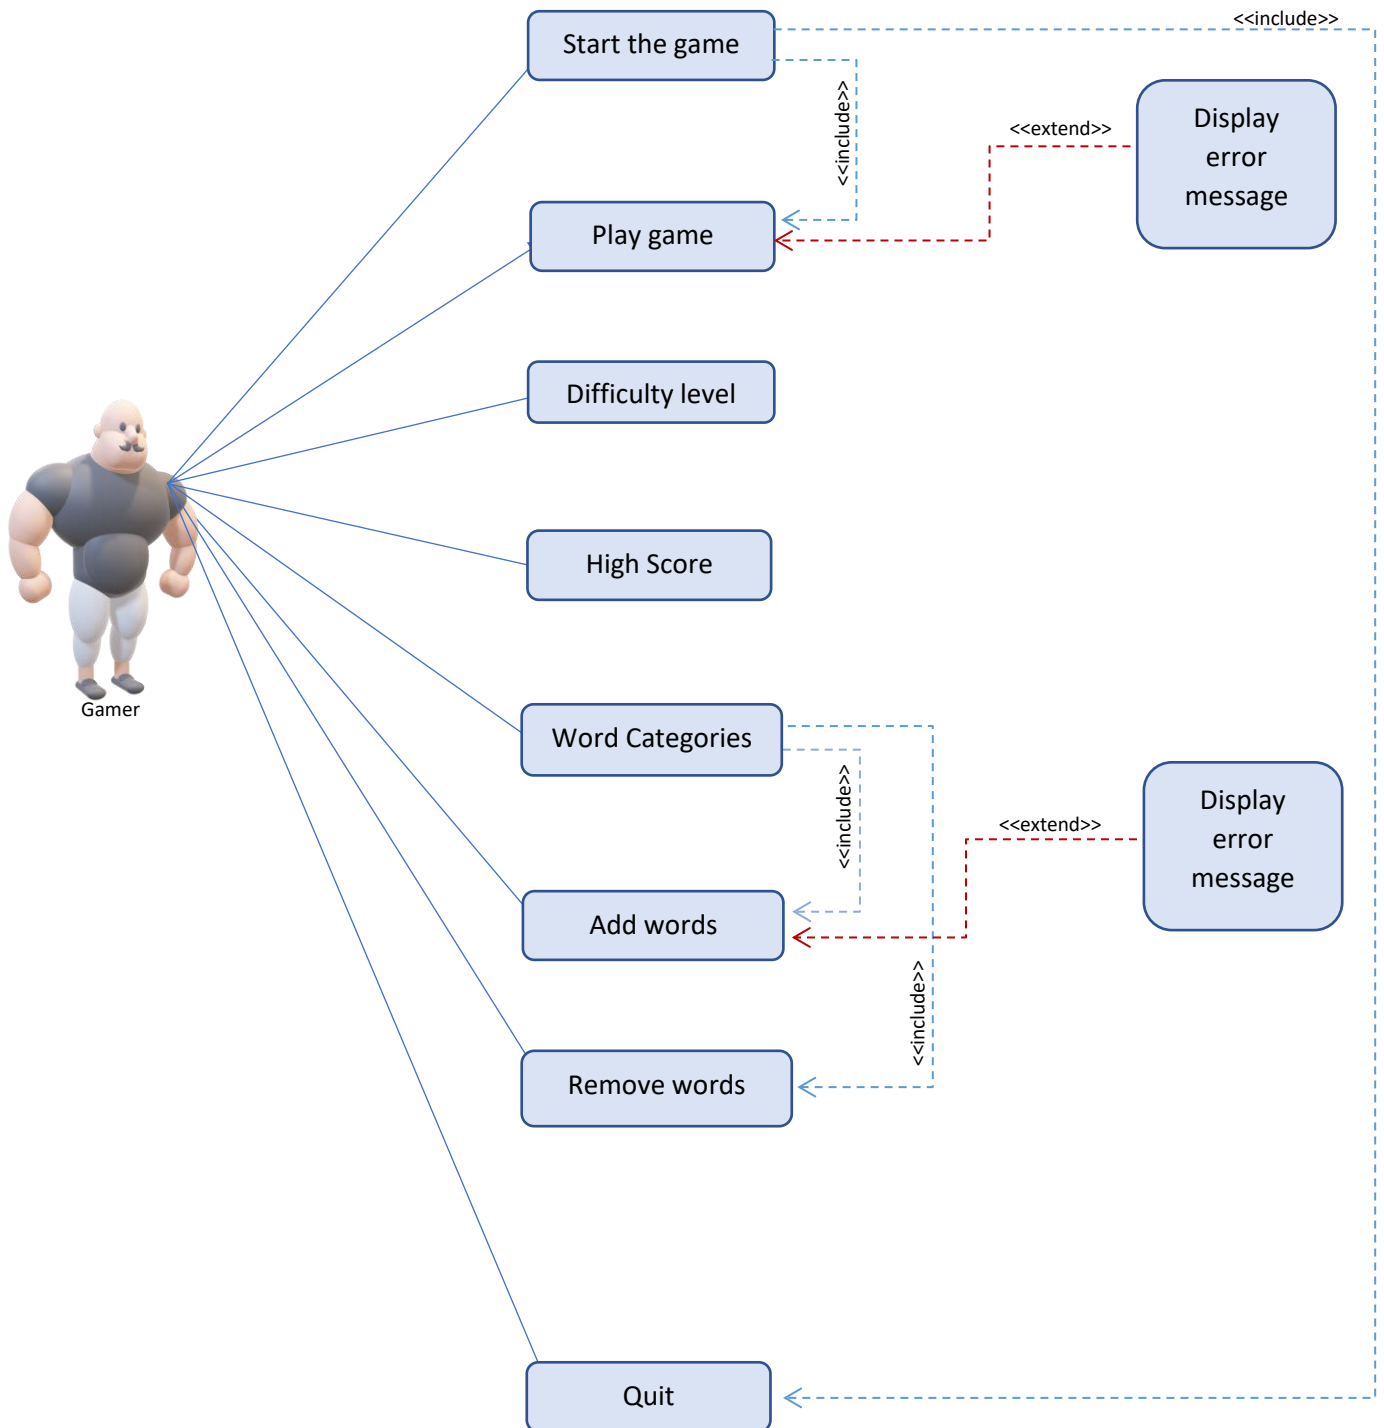 Start the game
<<include>>
<<include>>
<<extend>>
Display
error
message
Play game
Difficulty level
High Score
Gamer
Word Categories
<<include>>
<<extend>>
Display
error
message
Add words
<<include>>
Remove words
Quit